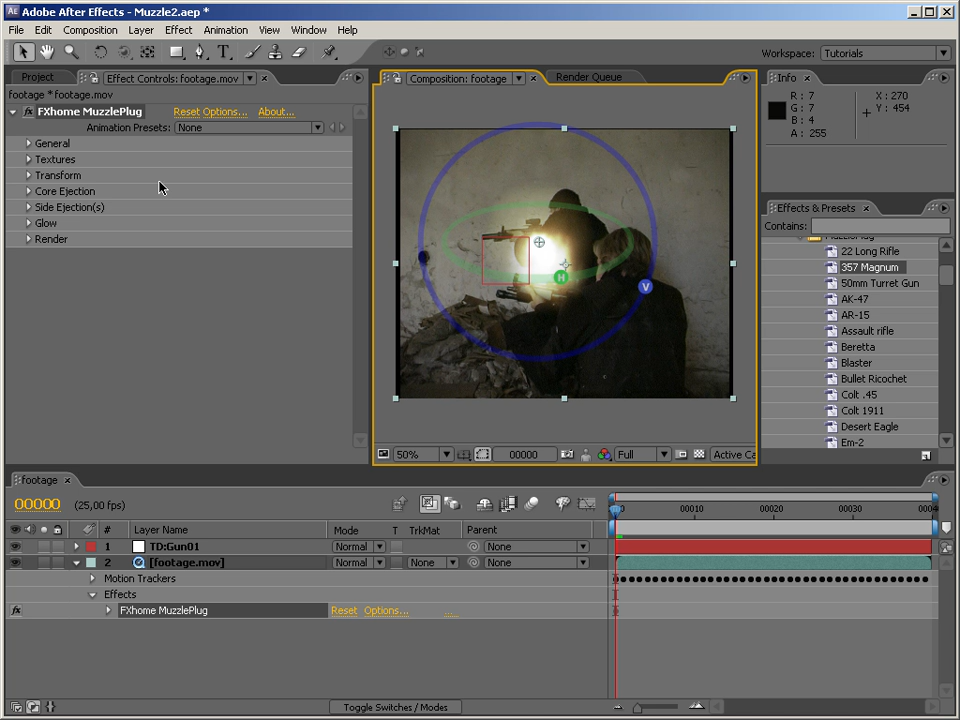 Adobe After Effects - Muzzle2.aep *
File Edit Composition Layer Effect Animation View Window Help
Workspace: Tutorials
Project Effect Controls: footage.mov
footage * footage.mov
FXhome MuzzlePlug Reset Options... About...
Animation Presets: None
General
Textures
Transform
Core Ejection
Side Ejection(s)
Glow
Render
Composition: footage Render Queue
H
V
50% 00000 Full Active Ca
Info
R : 7
G : 7
B : 4
A : 255
X : 270
Y : 454
Effects & Presets
Contains:
MuzzlePlug
22 Long Rifle
357 Magnum
50mm Turret Gun
AK-47
AR-15
Assault rifle
Beretta
Blaster
Bullet Ricochet
Colt .45
Colt 1911
Desert Eagle
Em-2
footage
00000 (25,00 fps)
00010 00020 00030 0004
# Layer Name Mode T TrkMat Parent
1 TD:Gun01 Normal None
2 [footage.mov] Normal None None
Motion Trackers
Effects
FXhome MuzzlePlug Reset Options... ...
Toggle Switches / Modes